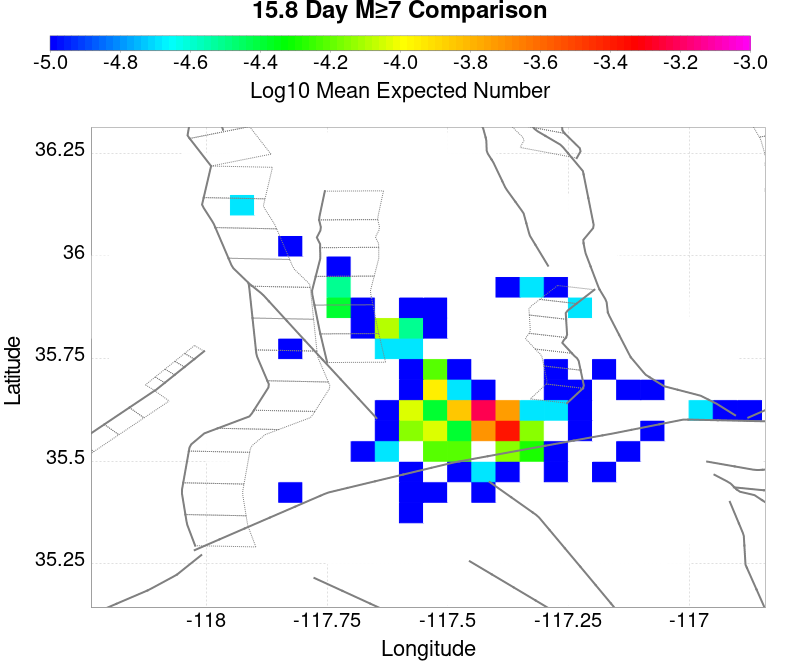 15.8 Day M≥7 Comparison
-5.0 -4.8 -4.6 -4.4 -4.2 -4.0 -3.8 -3.6 -3.4 -3.2 -3.0
Log10 Mean Expected Number
36.25
36
35.75
35.5
35.25
Latitude
-118 -117.75 -117.5 -117.25 -117
Longitude